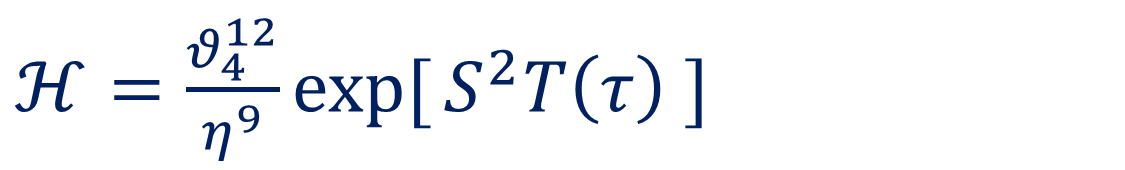 ℋ = ϑ₄¹²/η⁹ exp[ S²T(τ) ]